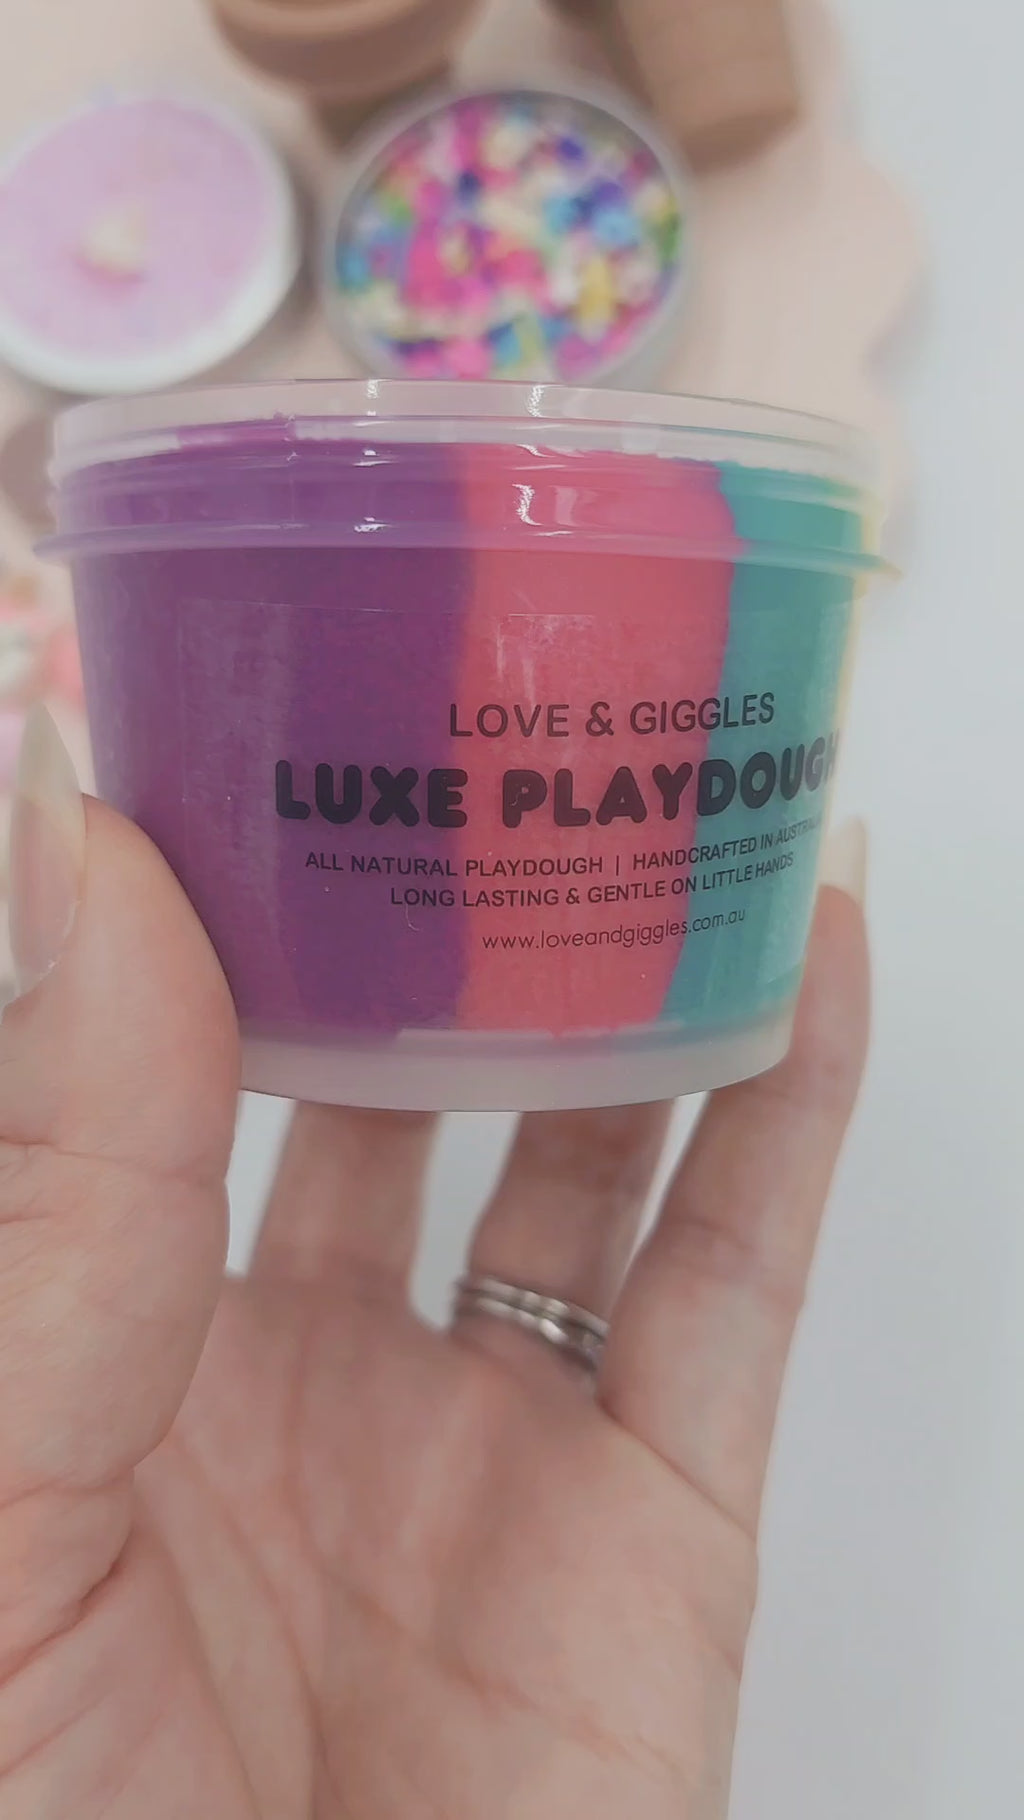 LOVE & GIGGLES
LUXE PLAYDOUGH
ALL NATURAL PLAYDOUGH | HANDCRAFTED IN
LONG LASTING & GENTLE ON LITTLE HANDS
www.loveandgiggles.com.au